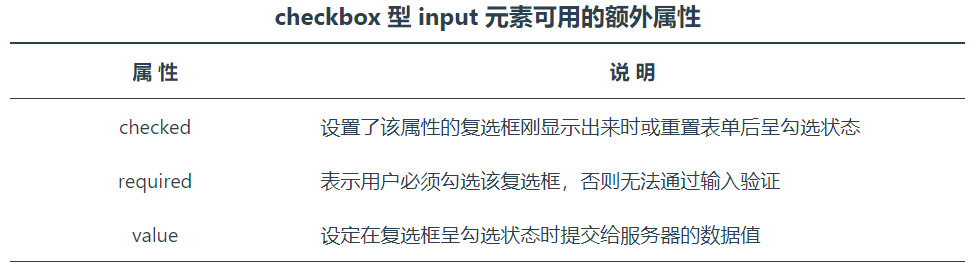 checkbox 型 input 元素可用的额外属性
属 性 说 明
checked 设置了该属性的复选框刚显示出来时或重置表单后呈勾选状态
required 表示用户必须勾选该复选框，否则无法通过输入验证
value 设定在复选框呈勾选状态时提交给服务器的数据值